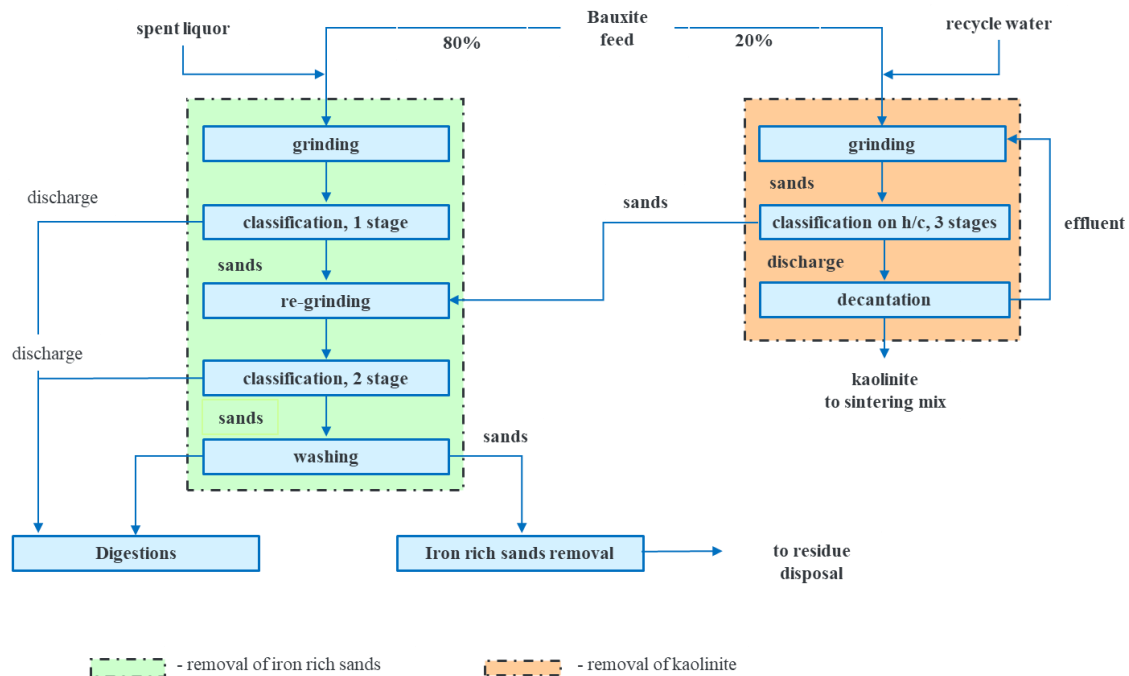 Bauxite
feed
spent liquor
80%
20%
recycle water
grinding
grinding
discharge
sands
sands
classification, 1 stage
classification on h/c, 3 stages
effluent
sands
discharge
re-grinding
decantation
discharge
classification, 2 stage
kaolinite
to sintering mix
sands
sands
washing
Digestions
Iron rich sands removal
to residue
disposal
- removal of iron rich sands
- removal of kaolinite